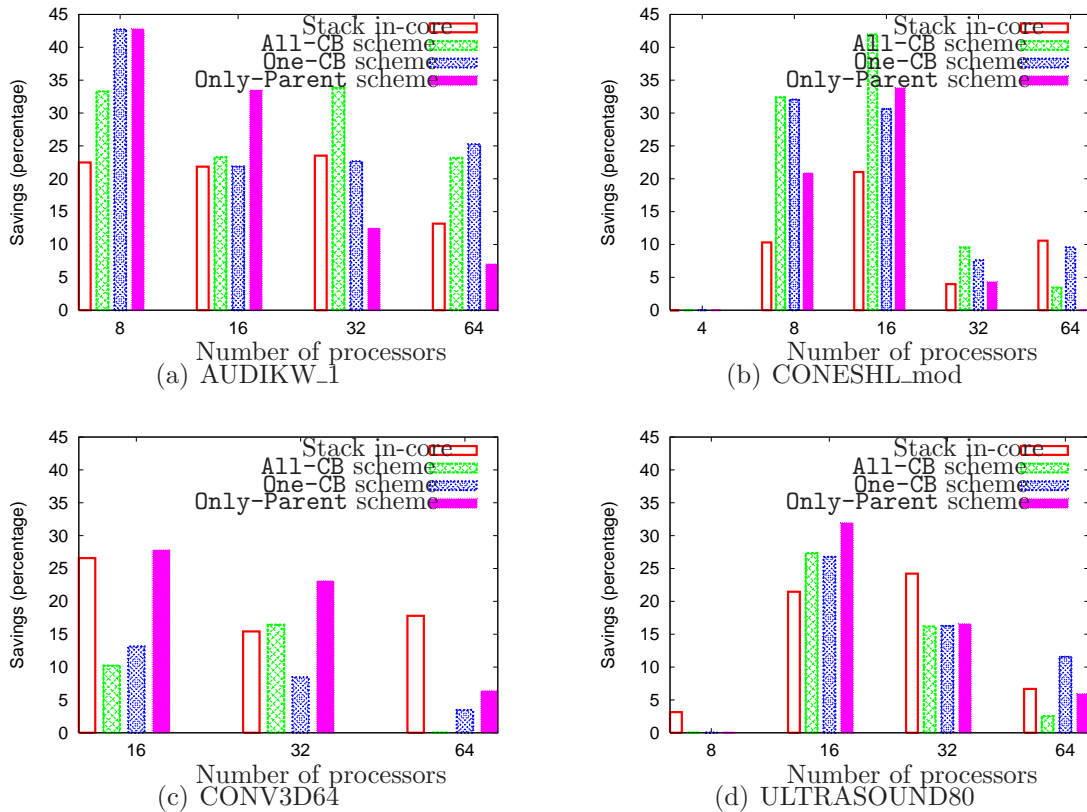 45
40
35
30
25
20
15
10
5
0
Savings (percentage)
Stack in-core
All-CB scheme
One-CB scheme
Only-Parent scheme
8 16 32 64
Number of processors
(a) AUDIKW_1
45
40
35
30
25
20
15
10
5
0
Savings (percentage)
Stack in-core
All-CB scheme
One-CB scheme
Only-Parent scheme
4 8 16 32 64
Number of processors
(b) CONESHL_mod
45
40
35
30
25
20
15
10
5
0
Savings (percentage)
Stack in-core
All-CB scheme
One-CB scheme
Only-Parent scheme
16 32 64
Number of processors
(c) CONV3D64
45
40
35
30
25
20
15
10
5
0
Savings (percentage)
Stack in-core
All-CB scheme
One-CB scheme
Only-Parent scheme
8 16 32 64
Number of processors
(d) ULTRASOUND80